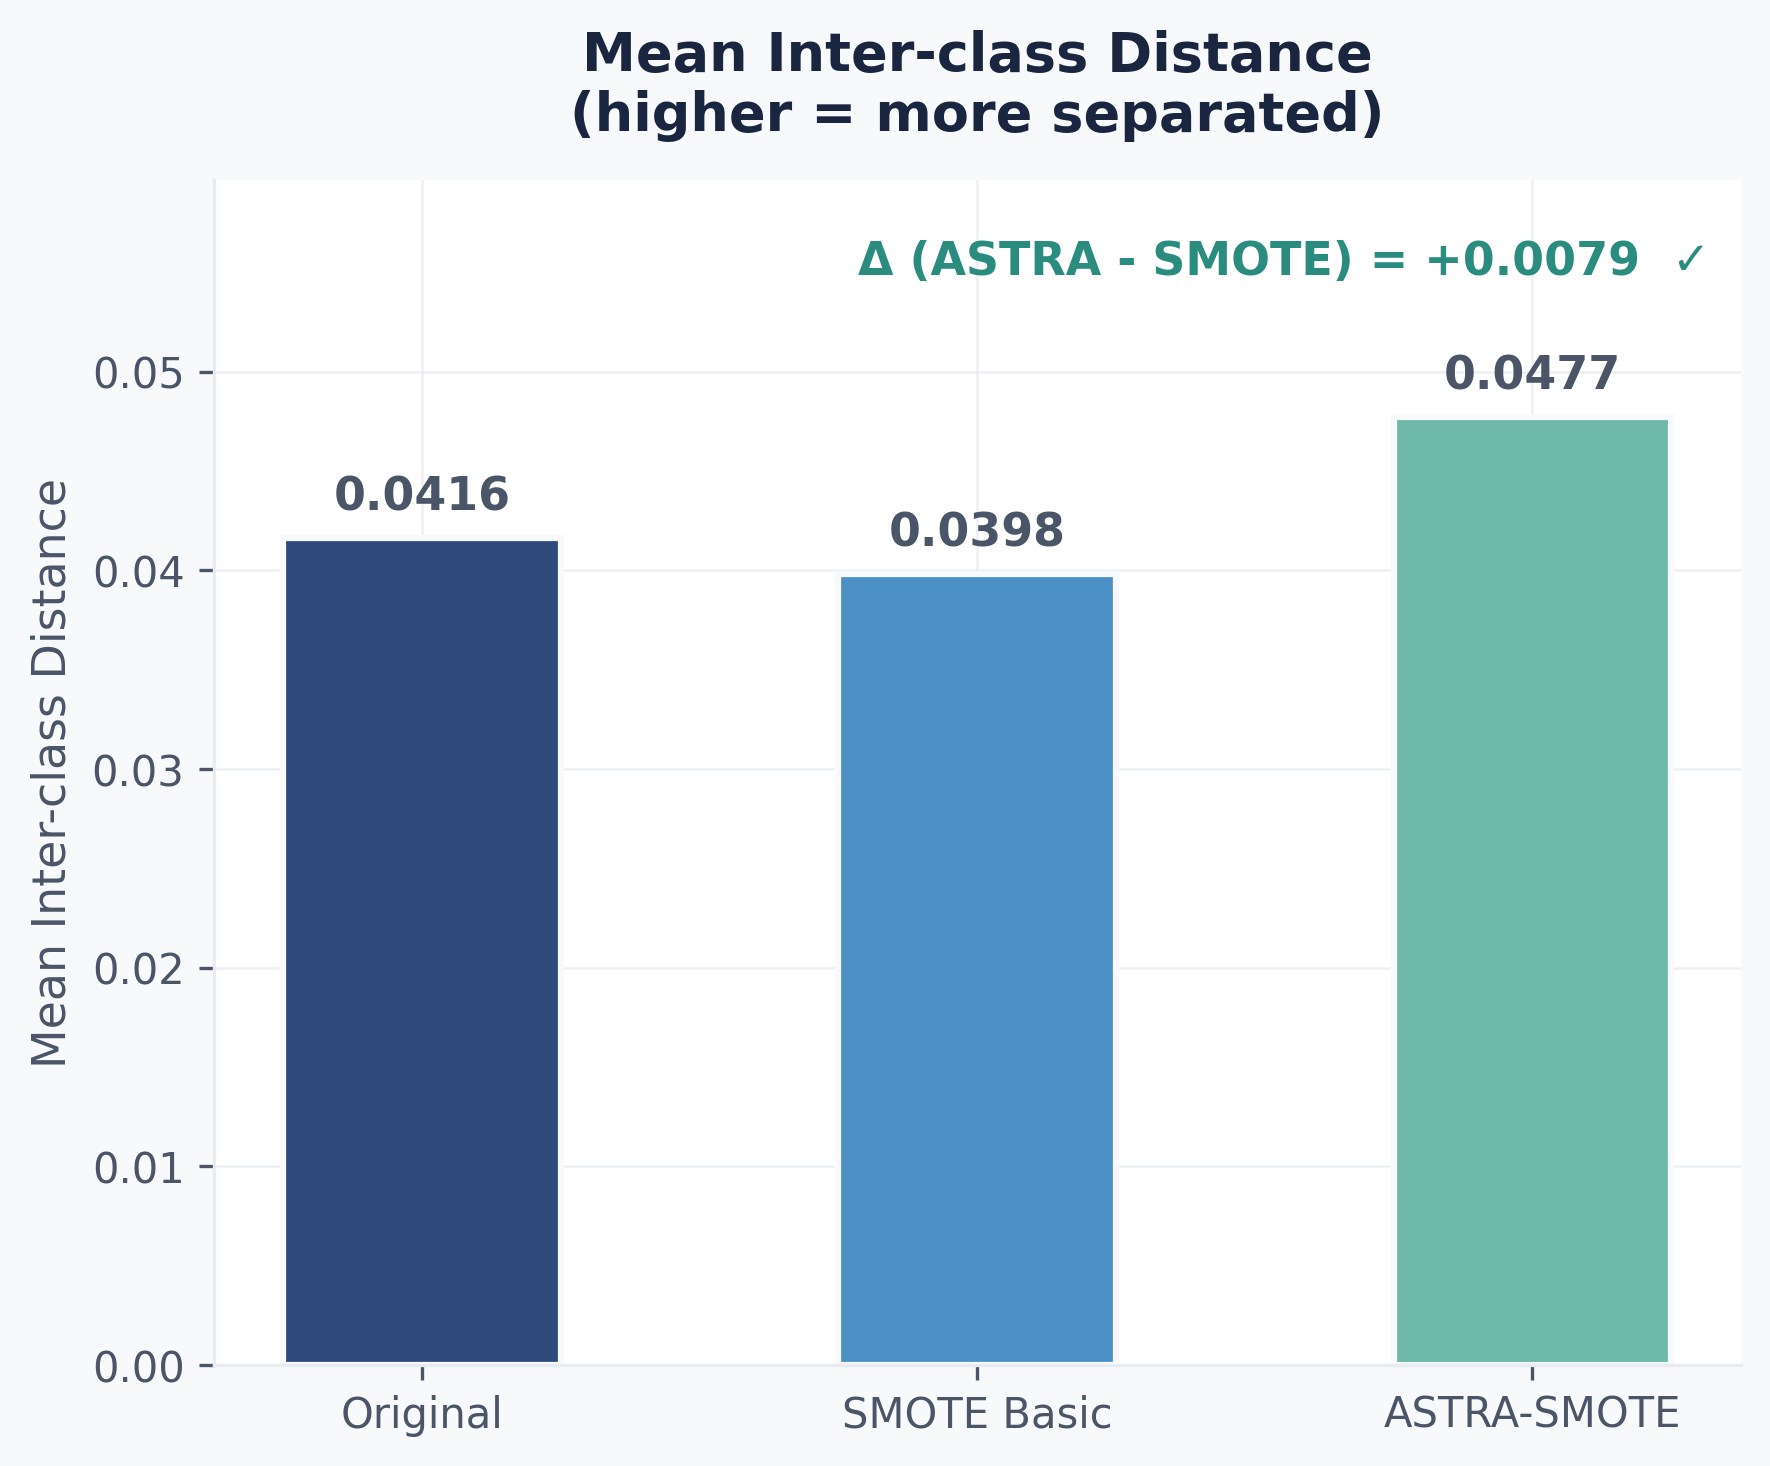 Mean Inter-class Distance
(higher = more separated)
Δ (ASTRA - SMOTE) = +0.0079 ✓
Mean Inter-class Distance
0.05
0.04
0.03
0.02
0.01
0.00
0.0416
0.0398
0.0477
Original
SMOTE Basic
ASTRA-SMOTE